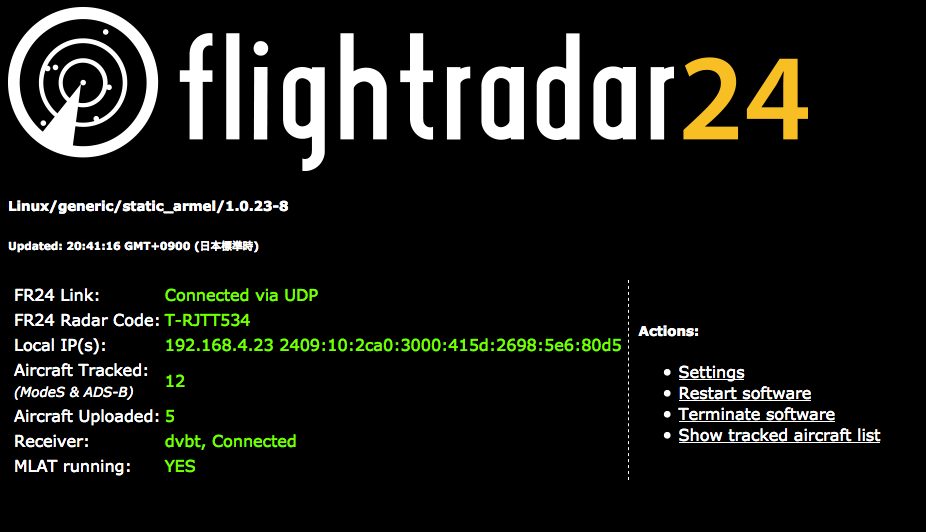 flightradar24
Linux/generic/static_armel/1.0.23-8
Updated: 20:41:16 GMT+0900 (日本標準時)
FR24 Link: Connected via UDP
FR24 Radar Code: T-RJTT534
Local IP(s): 192.168.4.23 2409:10:2ca0:3000:415d:2698:5e6:80d5
Aircraft Tracked:
(ModeS & ADS-B)
12
Aircraft Uploaded: 5
Receiver: dvbt, Connected
MLAT running: YES
Actions:
Settings
Restart software
Terminate software
Show tracked aircraft list